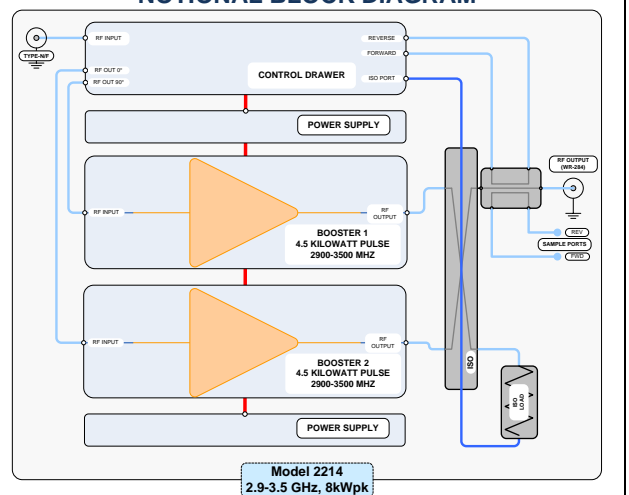 NOTIONAL BLOCK DIAGRAM
RF INPUT
REVERSE
FORWARD
TYPE-N/F
RF OUT 0°
RF OUT 90°
CONTROL DRAWER
ISO PORT
POWER SUPPLY
RF OUTPUT
(WR-284)
RF INPUT
RF
OUTPUT
BOOSTER 1
4.5 KILOWATT PULSE
2900-3500 MHZ
REV
SAMPLE PORTS
FWD
RF INPUT
RF
OUTPUT
BOOSTER 2
4.5 KILOWATT PULSE
2900-3500 MHZ
ISO
ISO
LOAD
POWER SUPPLY
Model 2214
2.9-3.5 GHz, 8kWpk